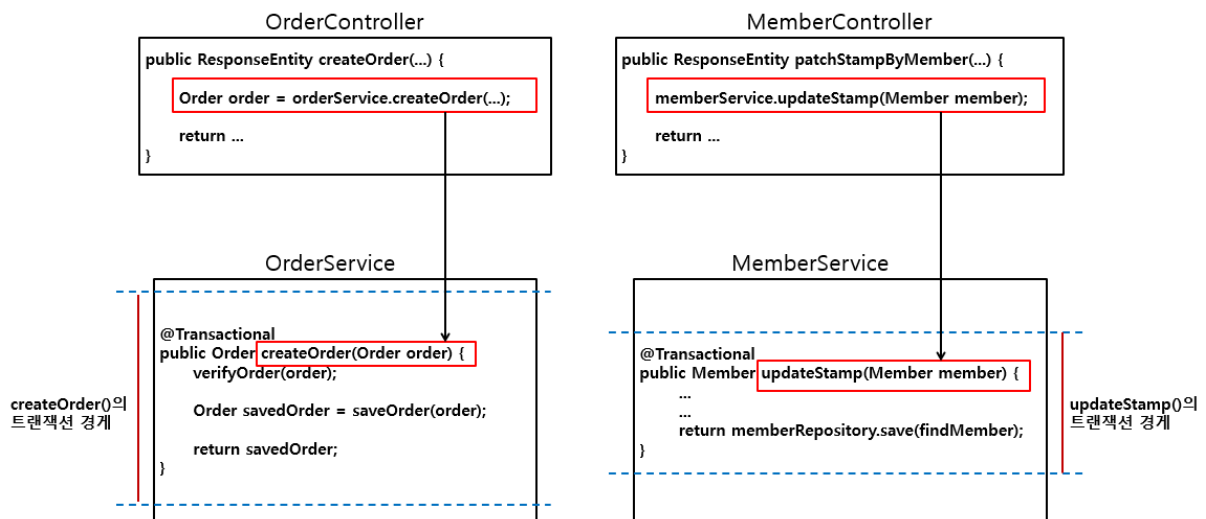 OrderController
public ResponseEntity createOrder(...) {
Order order = orderService.createOrder(...);
return ...
}
MemberController
public ResponseEntity patchStampByMember(...) {
memberService.updateStamp(Member member);
return ...
}
OrderService
@Transactional
public Order createOrder(Order order) {
verifyOrder(order);
Order savedOrder = saveOrder(order);
return savedOrder;
}
createOrder()의
트랜잭션 경게
MemberService
@Transactional
public Member updateStamp(Member member) {
...
...
return memberRepository.save(findMember);
}
updateStamp()의
트랜잭션 경게